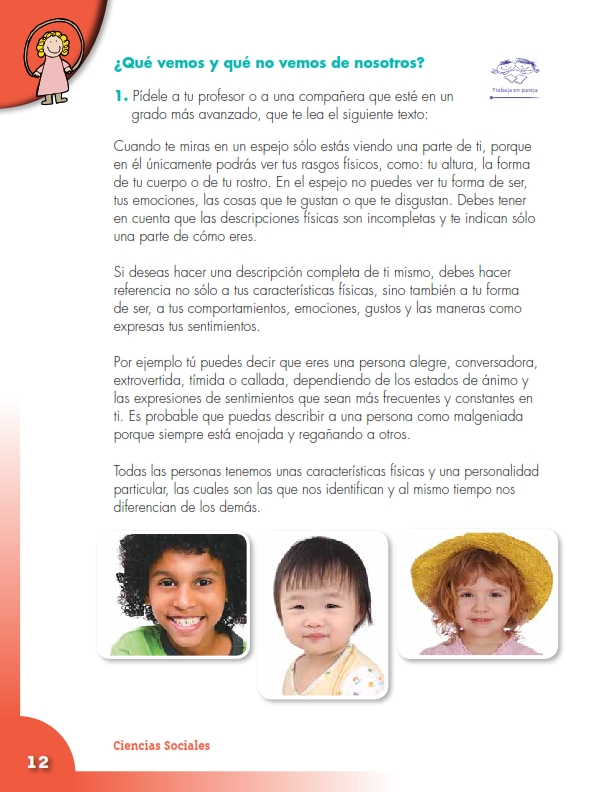 ¿Qué vemos y qué no vemos de nosotros?
1. Pídele a tu profesor o a una compañera que esté en un
grado más avanzado, que te lea el siguiente texto:
Trabaja en pareja
Cuando te miras en un espejo sólo estás viendo una parte de ti, porque
en él únicamente podrás ver tus rasgos físicos, como: tu altura, la forma
de tu cuerpo o de tu rostro. En el espejo no puedes ver tu forma de ser,
tus emociones, las cosas que te gustan o que te disgustan. Debes tener
en cuenta que las descripciones físicas son incompletas y te indican sólo
una parte de cómo eres.
Si deseas hacer una descripción completa de ti mismo, debes hacer
referencia no sólo a tus características físicas, sino también a tu forma
de ser, a tus comportamientos, emociones, gustos y las maneras como
expresas tus sentimientos.
Por ejemplo tú puedes decir que eres una persona alegre, conversadora,
extrovertida, tímida o callada, dependiendo de los estados de ánimo y
las expresiones de sentimientos que sean más frecuentes y constantes en
ti. Es probable que puedas describir a una persona como malgeniada
porque siempre está enojada y regañando a otros.
Todas las personas tenemos unas características físicas y una personalidad
particular, las cuales son las que nos identifican y al mismo tiempo nos
diferencian de los demás.
Ciencias Sociales
12